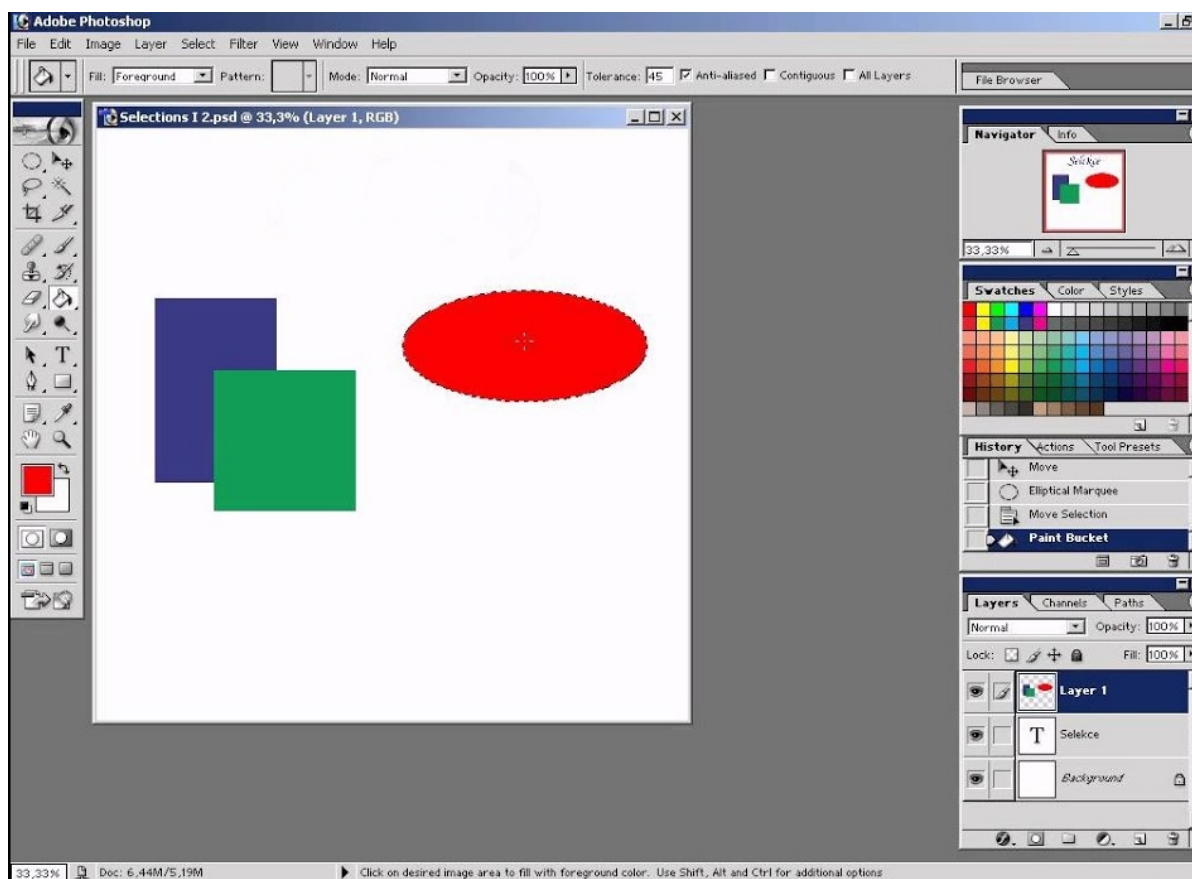 Adobe Photoshop
File Edit Image Layer Select Filter View Window Help
Fill: Foreground Pattern: Mode: Normal Opacity: 100% Tolerance: 45 Anti-aliased Contiguous All Layers
File Browser
Selections I 2.psd @ 33,3% (Layer 1, RGB)
Navigator Info
Selekce
33,33%
Swatches Color Styles
History Actions Tool Presets
Move
Elliptical Marquee
Move Selection
Paint Bucket
Layers Channels Paths
Normal Opacity: 100%
Lock: Fill: 100%
Layer 1
T Selekce
Background
T
33,33% Doc: 6,44M/5,19M Click on desired image area to fill with foreground color. Use Shift, Alt and Ctrl for additional options